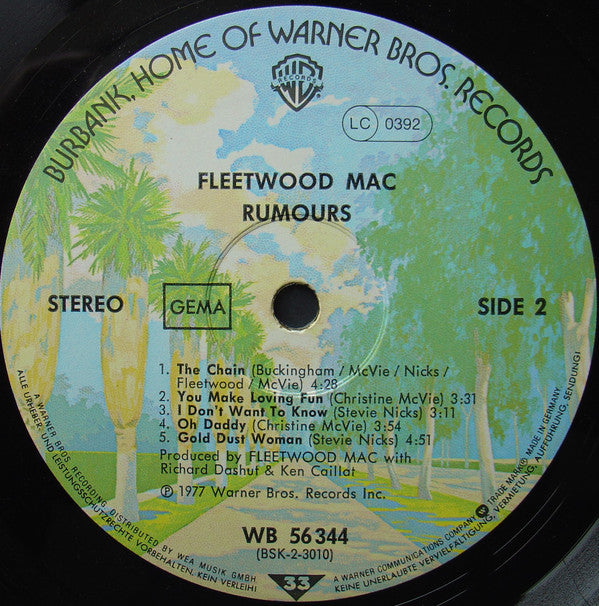 BURBANK, HOME OF WARNER BROS. RECORDS
WB
RECORDS
LC 0392
FLEETWOOD MAC
RUMOURS
STEREO
GEMA
SIDE 2
1. The Chain (Buckingham / McVie / Nicks /
Fleetwood / McVie) 4:28
2. You Make Loving Fun (Christine McVie) 3:31
3. I Don't Want To Know (Stevie Nicks) 3:11
4. Oh Daddy (Christine McVie) 3:54
5. Gold Dust Woman (Stevie Nicks) 4:51
Produced by FLEETWOOD MAC with
Richard Dashuf & Ken Caillat
℗ 1977 Warner Bros. Records Inc.
WB 56 344
(BSK-2-3010)
33
A WARNER BROS. RECORDING DISTRIBUTED BY WEA MUSIK GMBH
ALLE URHEBER- UND LEISTUNGSSCHUTZRECHTE VORBEHALTEN. KEIN VERLEIH!
A WARNER COMMUNICATIONS COMPANY TRADE MARK® MADE IN GERMANY.
KEINE UNERLAUBTE VERVIELFÄLTIGUNG, VERMIETUNG, AUFFÜHRUNG, SENDUNG!